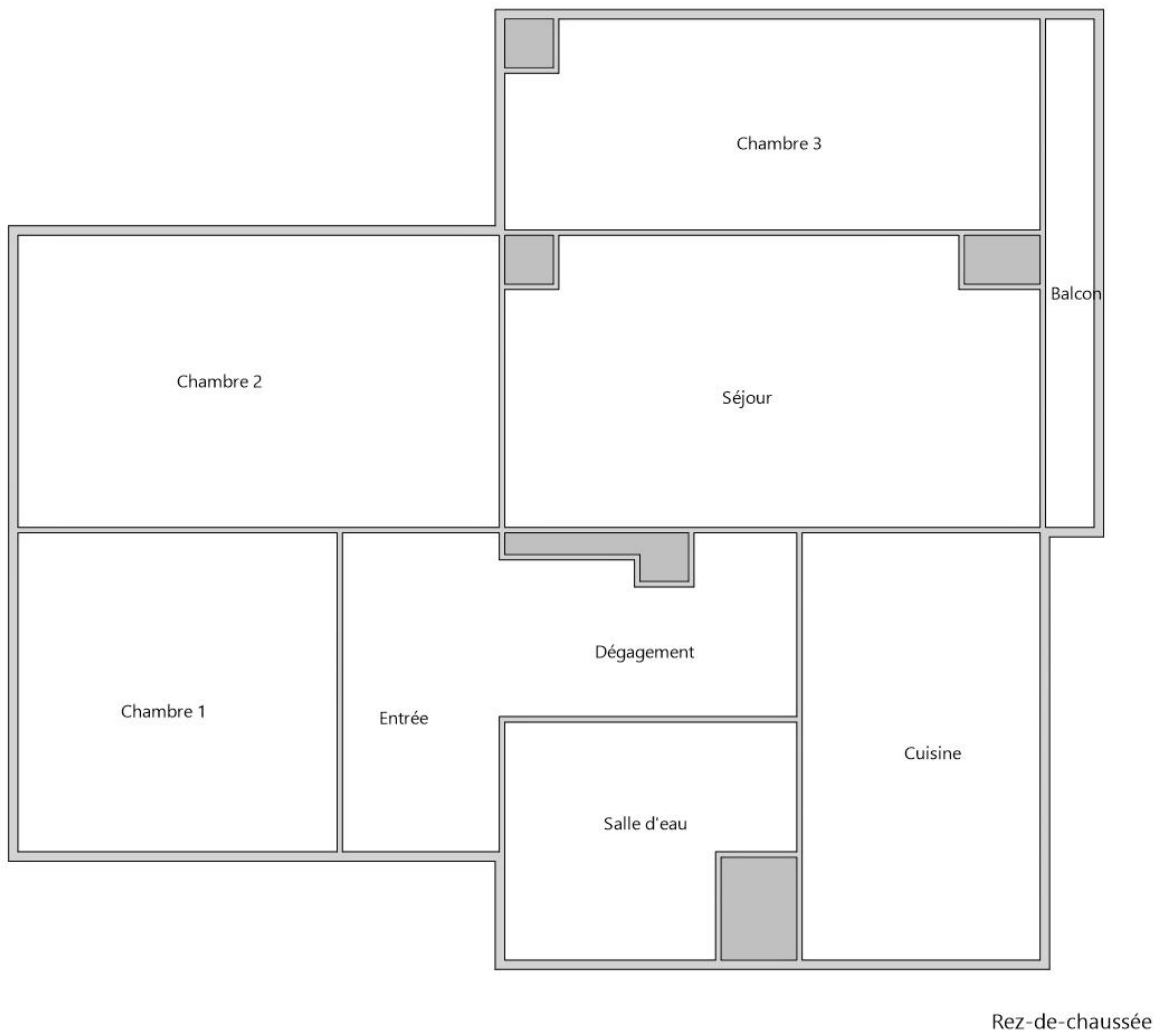 Chambre 3
Balcon
Chambre 2
Séjour
Dégagement
Chambre 1
Entrée
Cuisine
Salle d'eau
Rez-de-chaussée